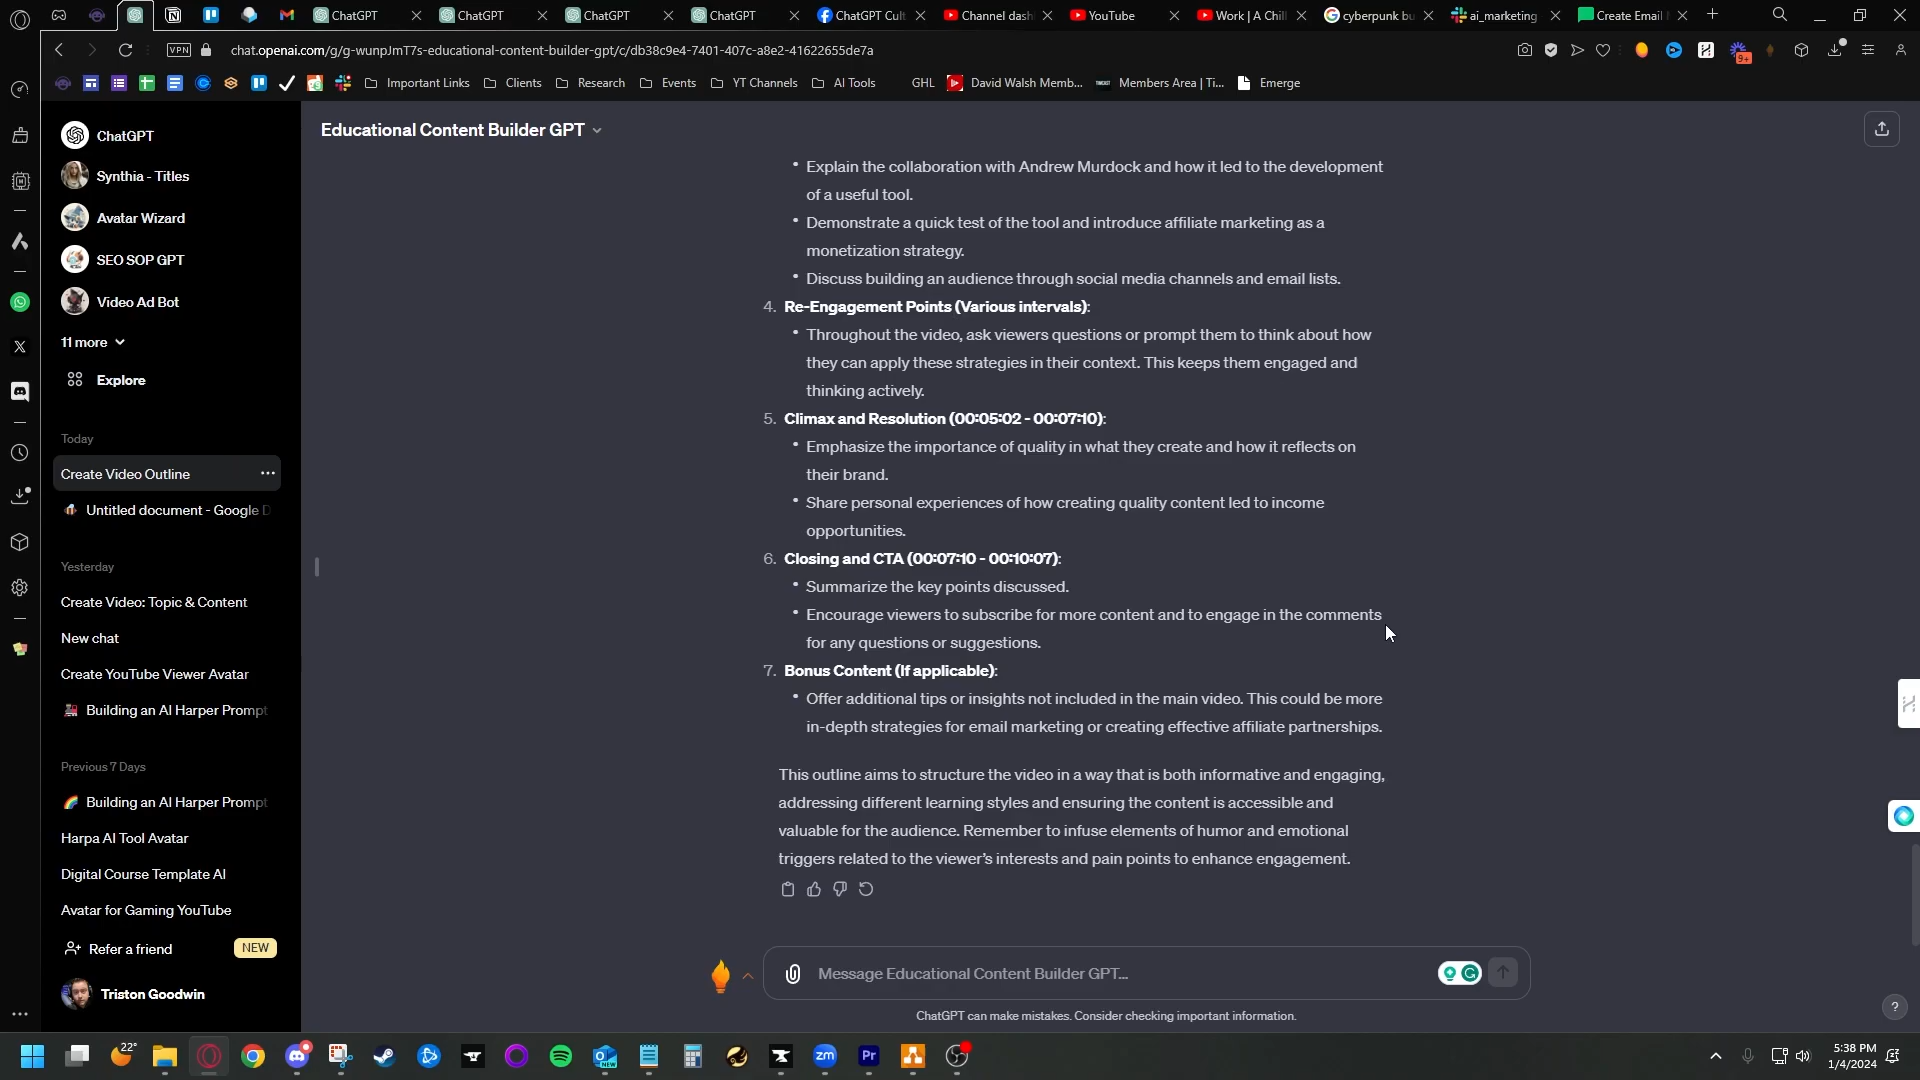 ChatGPT
ChatGPT
ChatGPT
ChatGPT
ChatGPT Cult
Channel dash
YouTube
Work | A Chill
cyberpunk bu
ai_marketing
Create Email
VPN
chat.openai.com/g/g-wunpJmT7s-educational-content-builder-gpt/c/db38c9e4-7401-407c-a8e2-41622655de7a
9+
Important Links
Clients
Research
Events
YT Channels
AI Tools
GHL
David Walsh Memb...
Members Area | Ti...
Emerge
ChatGPT
Synthia - Titles
Avatar Wizard
SEO SOP GPT
Video Ad Bot
11 more
Explore
Today
Create Video Outline
Untitled document - Google D
Yesterday
Create Video: Topic & Content
New chat
Create YouTube Viewer Avatar
Building an AI Harper Prompt
Previous 7 Days
Building an AI Harper Prompt
Harpa AI Tool Avatar
Digital Course Template AI
Avatar for Gaming YouTube
Refer a friend
NEW
Triston Goodwin
Educational Content Builder GPT
• Explain the collaboration with Andrew Murdock and how it led to the development
of a useful tool.
• Demonstrate a quick test of the tool and introduce affiliate marketing as a
monetization strategy.
• Discuss building an audience through social media channels and email lists.
4. Re-Engagement Points (Various intervals):
• Throughout the video, ask viewers questions or prompt them to think about how
they can apply these strategies in their context. This keeps them engaged and
thinking actively.
5. Climax and Resolution (00:05:02 - 00:07:10):
• Emphasize the importance of quality in what they create and how it reflects on
their brand.
• Share personal experiences of how creating quality content led to income
opportunities.
6. Closing and CTA (00:07:10 - 00:10:07):
• Summarize the key points discussed.
• Encourage viewers to subscribe for more content and to engage in the comments
for any questions or suggestions.
7. Bonus Content (If applicable):
• Offer additional tips or insights not included in the main video. This could be more
in-depth strategies for email marketing or creating effective affiliate partnerships.
This outline aims to structure the video in a way that is both informative and engaging,
addressing different learning styles and ensuring the content is accessible and
valuable for the audience. Remember to infuse elements of humor and emotional
triggers related to the viewer's interests and pain points to enhance engagement.
Message Educational Content Builder GPT...
ChatGPT can make mistakes. Consider checking important information.
?
22°
NEW
zm
Pr
5:38 PM
1/4/2024